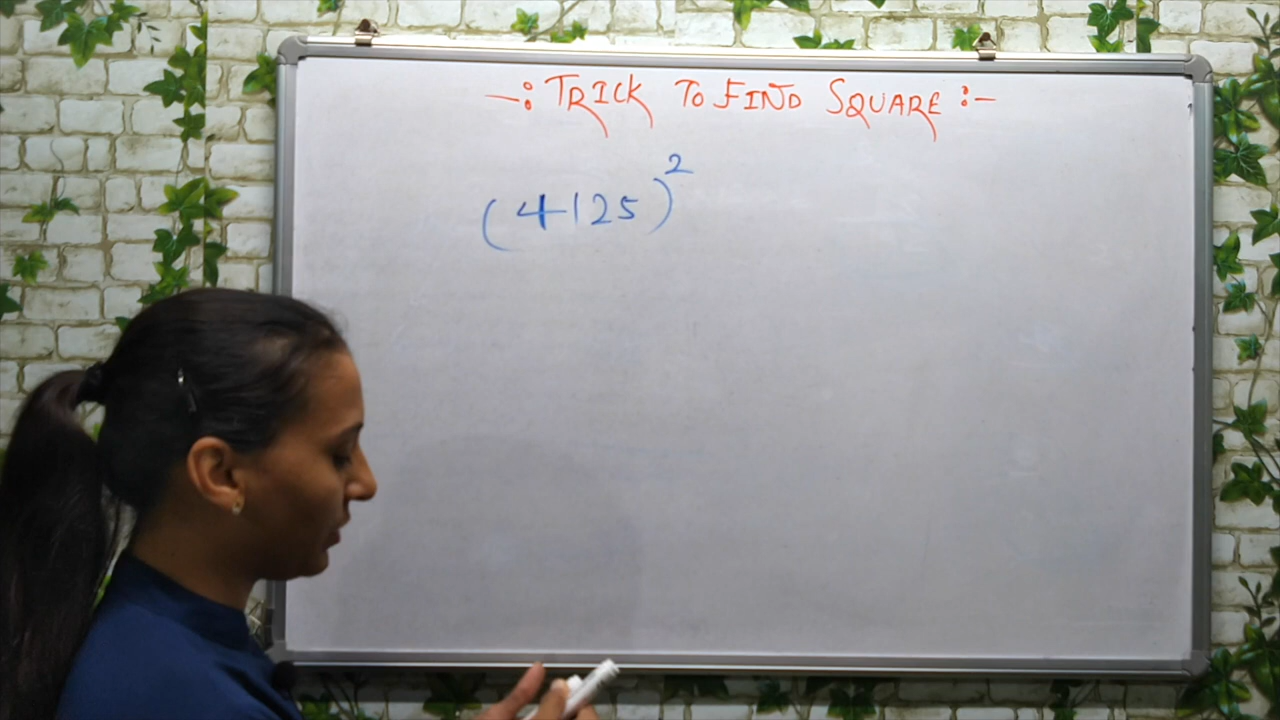 -: TRICK TO FIND SQUARE :-
(4125)²